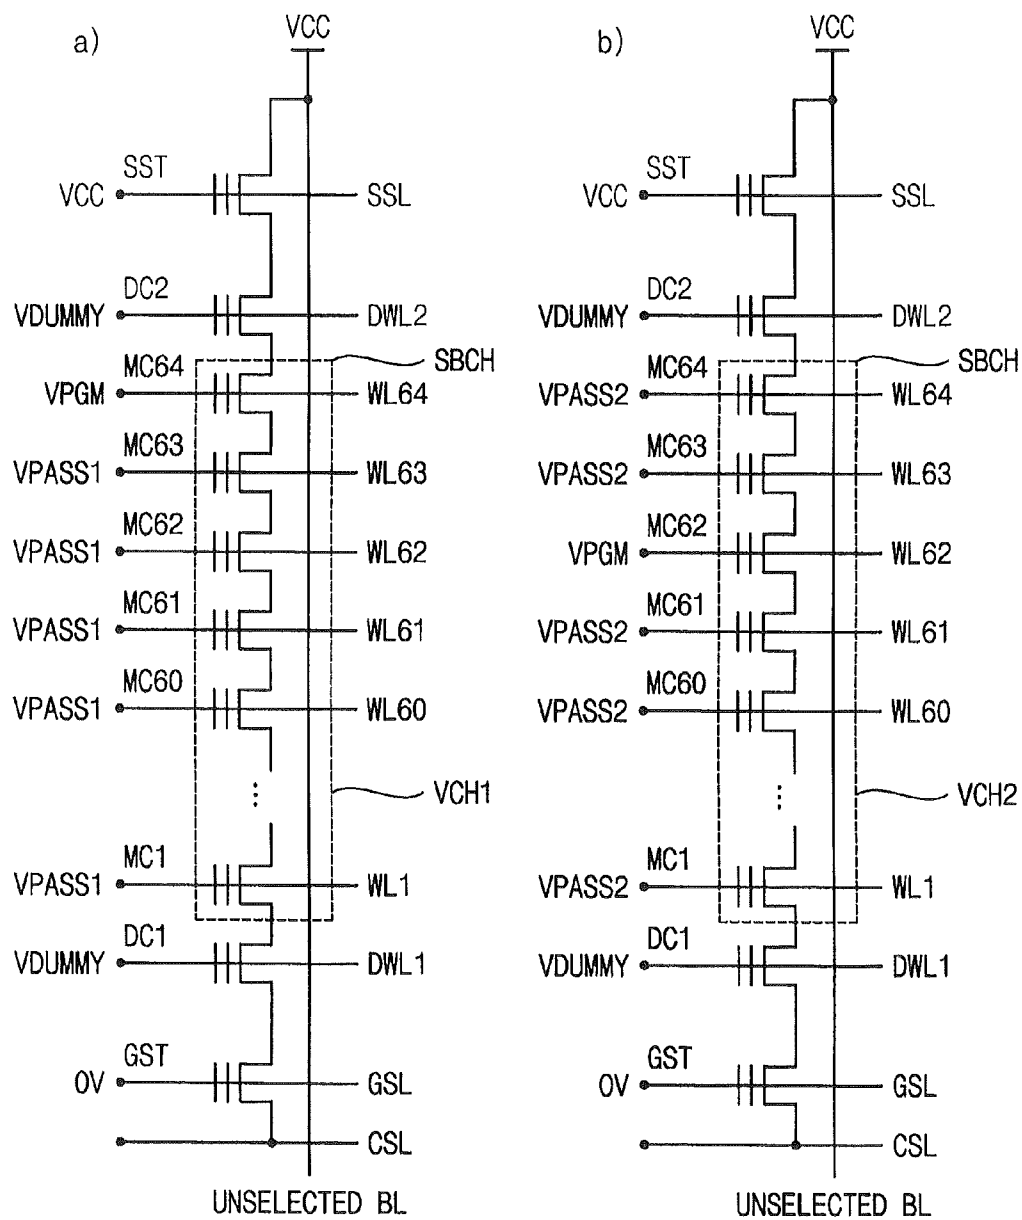 a)
VCC
SST
VCC
SSL
DC2
VDUMMY
DWL2
SBCH
MC64
VPGM
WL64
MC63
VPASS1
WL63
MC62
VPASS1
WL62
MC61
VPASS1
WL61
MC60
VPASS1
WL60
...
VCH1
MC1
VPASS1
WL1
DC1
VDUMMY
DWL1
GST
0V
GSL
CSL
UNSELECTED BL
b)
VCC
SST
VCC
SSL
DC2
VDUMMY
DWL2
SBCH
MC64
VPASS2
WL64
MC63
VPASS2
WL63
MC62
VPGM
WL62
MC61
VPASS2
WL61
MC60
VPASS2
WL60
...
VCH2
MC1
VPASS2
WL1
DC1
VDUMMY
DWL1
GST
0V
GSL
CSL
UNSELECTED BL